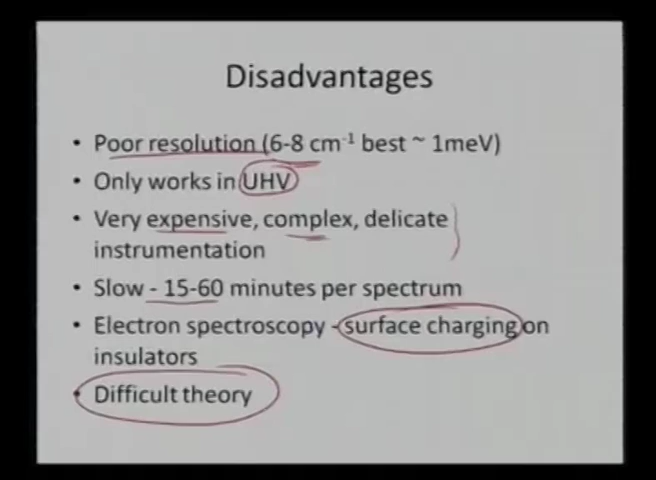 Disadvantages
• Poor resolution (6-8 cm⁻¹ best ~ 1meV)
• Only works in UHV
• Very expensive, complex, delicate
instrumentation
• Slow - 15-60 minutes per spectrum
• Electron spectroscopy - surface charging on
insulators
• Difficult theory